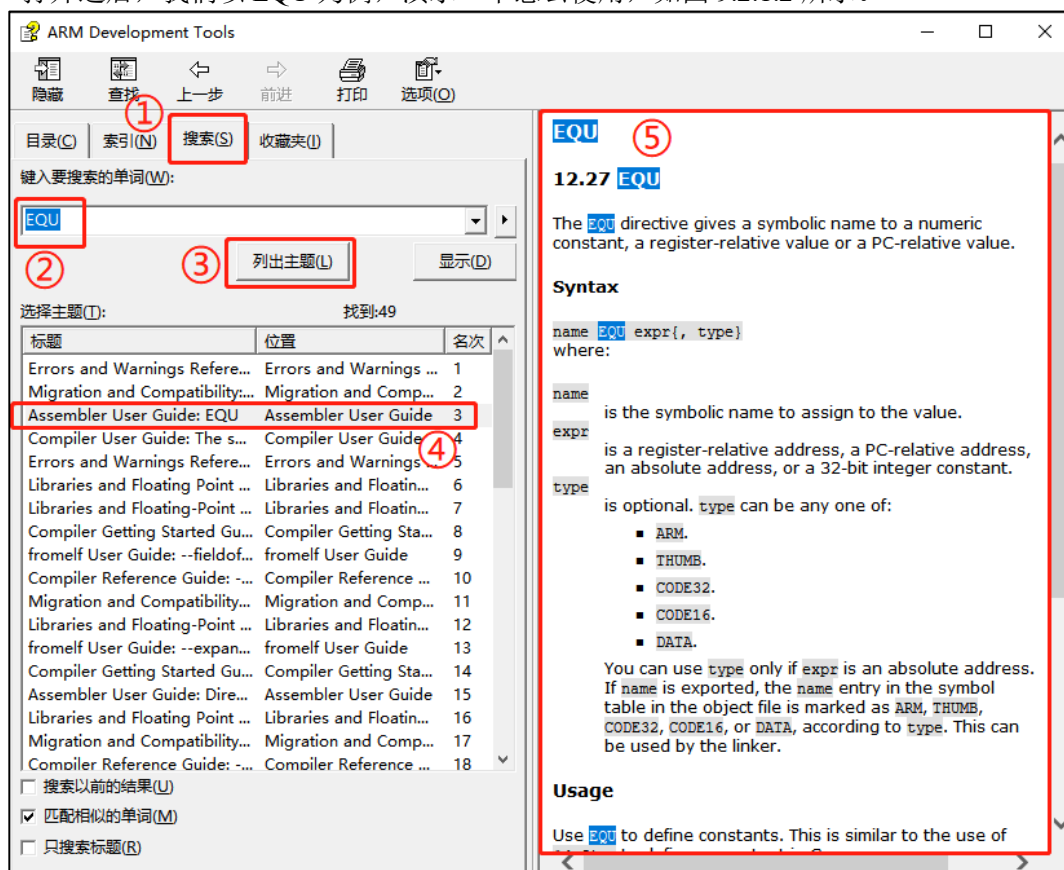 ARM Development Tools
隐藏 查找 上一步 前进 打印 选项(O)
①
目录(C) 索引(N) 搜索(S) 收藏夹(I)
键入要搜索的单词(W):
EQU
②
③ 列出主题(L) 显示(D)
选择主题(T): 找到:49
标题 位置 名次
Errors and Warnings Refere... Errors and Warnings ... 1
Migration and Compatibility:... Migration and Comp... 2
Assembler User Guide: EQU Assembler User Guide 3
④
Compiler User Guide: The s... Compiler User Guide 4
Errors and Warnings Refere... Errors and Warnings ... 5
Libraries and Floating Point ... Libraries and Floatin... 6
Libraries and Floating-Point ... Libraries and Floatin... 7
Compiler Getting Started Gu... Compiler Getting Sta... 8
fromelf User Guide: --fieldof... fromelf User Guide 9
Compiler Reference Guide: -... Compiler Reference ... 10
Migration and Compatibility... Migration and Comp... 11
Libraries and Floating-Point ... Libraries and Floatin... 12
fromelf User Guide: --expan... fromelf User Guide 13
Compiler Getting Started Gu... Compiler Getting Sta... 14
Assembler User Guide: Dire... Assembler User Guide 15
Libraries and Floating Point ... Libraries and Floatin... 16
Migration and Compatibility... Migration and Comp... 17
Compiler Reference Guide: -... Compiler Reference ... 18
搜索以前的结果(U)
匹配相似的单词(M)
只搜索标题(R)
EQU ⑤
12.27 EQU
The EQU directive gives a symbolic name to a numeric
constant, a register-relative value or a PC-relative value.
Syntax
name EQU expr{, type}
where:
name
is the symbolic name to assign to the value.
expr
is a register-relative address, a PC-relative address,
an absolute address, or a 32-bit integer constant.
type
is optional. type can be any one of:
▪ ARM.
▪ THUMB.
▪ CODE32.
▪ CODE16.
▪ DATA.
You can use type only if expr is an absolute address.
If name is exported, the name entry in the symbol
table in the object file is marked as ARM, THUMB,
CODE32, CODE16, or DATA, according to type. This can
be used by the linker.
Usage
Use EQU to define constants. This is similar to the use of